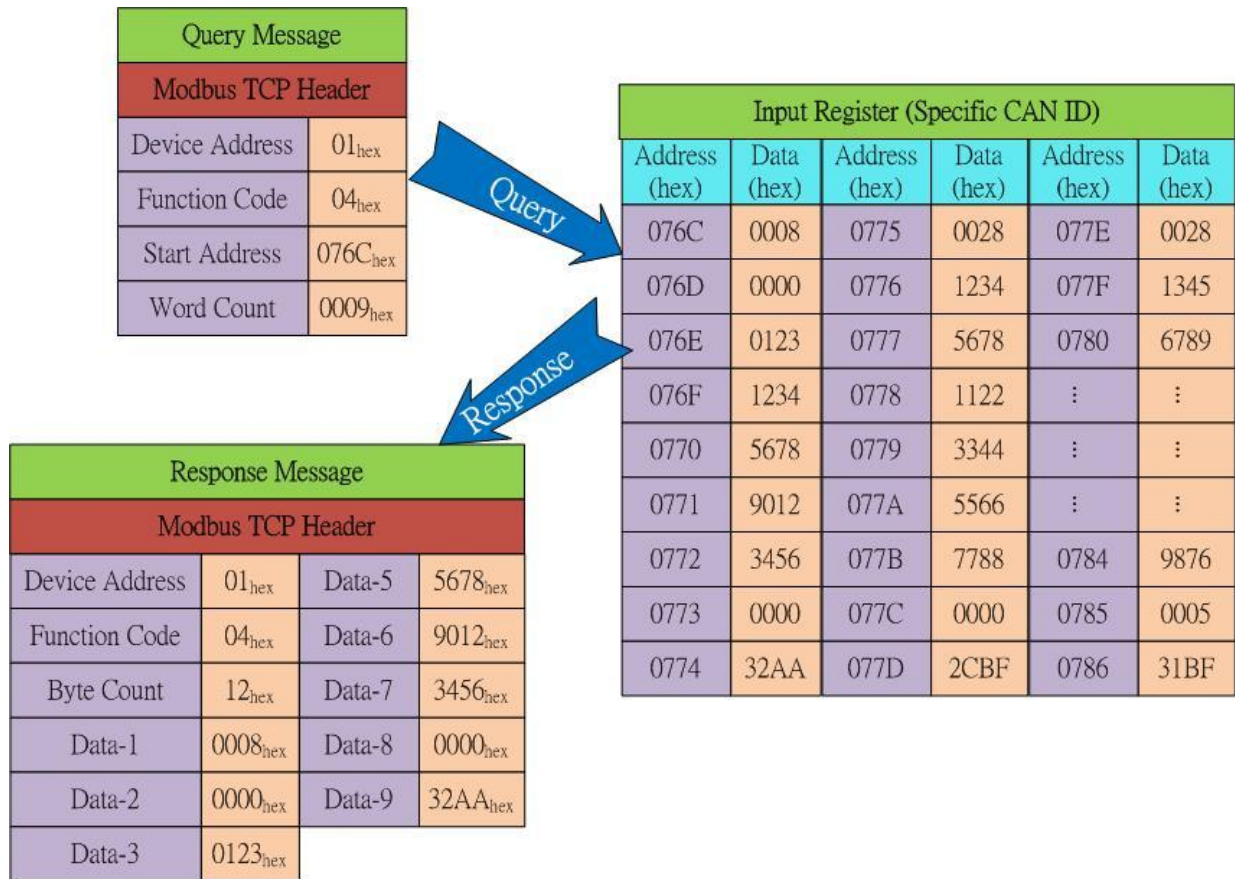 Query Message
Modbus TCP Header
Device Address 01hex
Function Code 04hex
Start Address 076Chex
Word Count 0009hex
Query
Response
Input Register (Specific CAN ID)
Address (hex) Data (hex) Address (hex) Data (hex) Address (hex) Data (hex)
076C 0008 0775 0028 077E 0028
076D 0000 0776 1234 077F 1345
076E 0123 0777 5678 0780 6789
076F 1234 0778 1122 ⋮ ⋮
0770 5678 0779 3344 ⋮ ⋮
0771 9012 077A 5566 ⋮ ⋮
0772 3456 077B 7788 0784 9876
0773 0000 077C 0000 0785 0005
0774 32AA 077D 2CBF 0786 31BF
Response Message
Modbus TCP Header
Device Address 01hex Data-5 5678hex
Function Code 04hex Data-6 9012hex
Byte Count 12hex Data-7 3456hex
Data-1 0008hex Data-8 0000hex
Data-2 0000hex Data-9 32AAhex
Data-3 0123hex